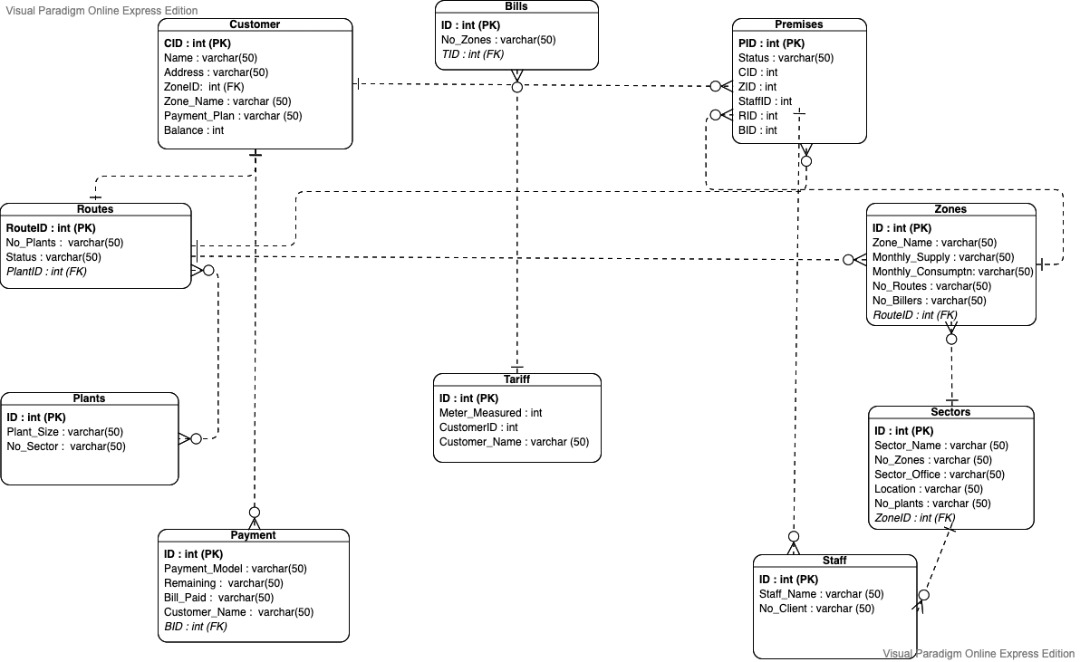 Visual Paradigm Online Express Edition
Customer
CID : int (PK)
Name : varchar(50)
Address : varchar(50)
ZoneID: int (FK)
Zone_Name : varchar (50)
Payment_Plan : varchar (50)
Balance : int
Bills
ID : int (PK)
No_Zones : varchar(50)
TID : int (FK)
Premises
PID : int (PK)
Status : varchar(50)
CID : int
ZID : int
StaffID : int
RID : int
BID : int
Routes
RouteID : int (PK)
No_Plants : varchar(50)
Status : varchar(50)
PlantID : int (FK)
Zones
ID : int (PK)
Zone_Name : varchar(50)
Monthly_Supply : varchar(50)
Monthly_Consumptn: varchar(50)
No_Routes : varchar(50)
No_Billers : varchar(50)
RouteID : int (FK)
Plants
ID : int (PK)
Plant_Size : varchar(50)
No_Sector : varchar(50)
Tariff
ID : int (PK)
Meter_Measured : int
CustomerID : int
Customer_Name : varchar (50)
Sectors
ID : int (PK)
Sector_Name : varchar (50)
No_Zones : varchar (50)
Sector_Office : varchar(50)
Location : varchar (50)
No_plants : varchar (50)
ZoneID : int (FK)
Payment
ID : int (PK)
Payment_Model : varchar(50)
Remaining : varchar(50)
Bill_Paid : varchar(50)
Customer_Name : varchar(50)
BID : int (FK)
Staff
ID : int (PK)
Staff_Name : varchar (50)
No_Client : varchar (50)
Visual Paradigm Online Express Edition